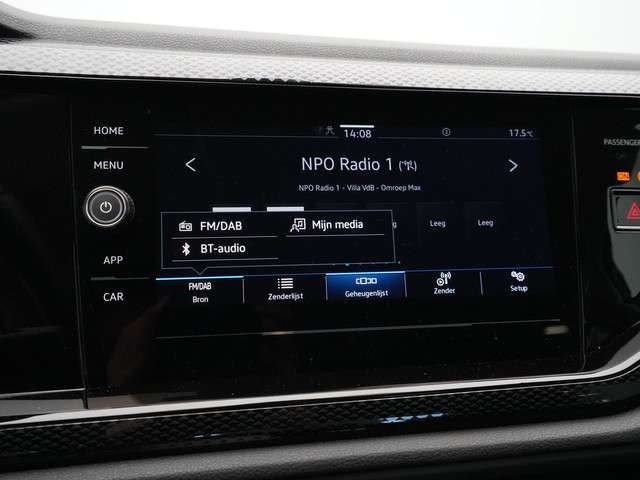 HOME
MENU
APP
CAR
14:08
17.5°C
NPO Radio 1
NPO Radio 1 - Villa VdB - Omroep Max
FM/DAB
Mijn media
BT-audio
Leeg
Leeg
FM/DAB
Bron
Zenderlijst
Geheugenlijst
Zender
Setup
PASSENGER
ON